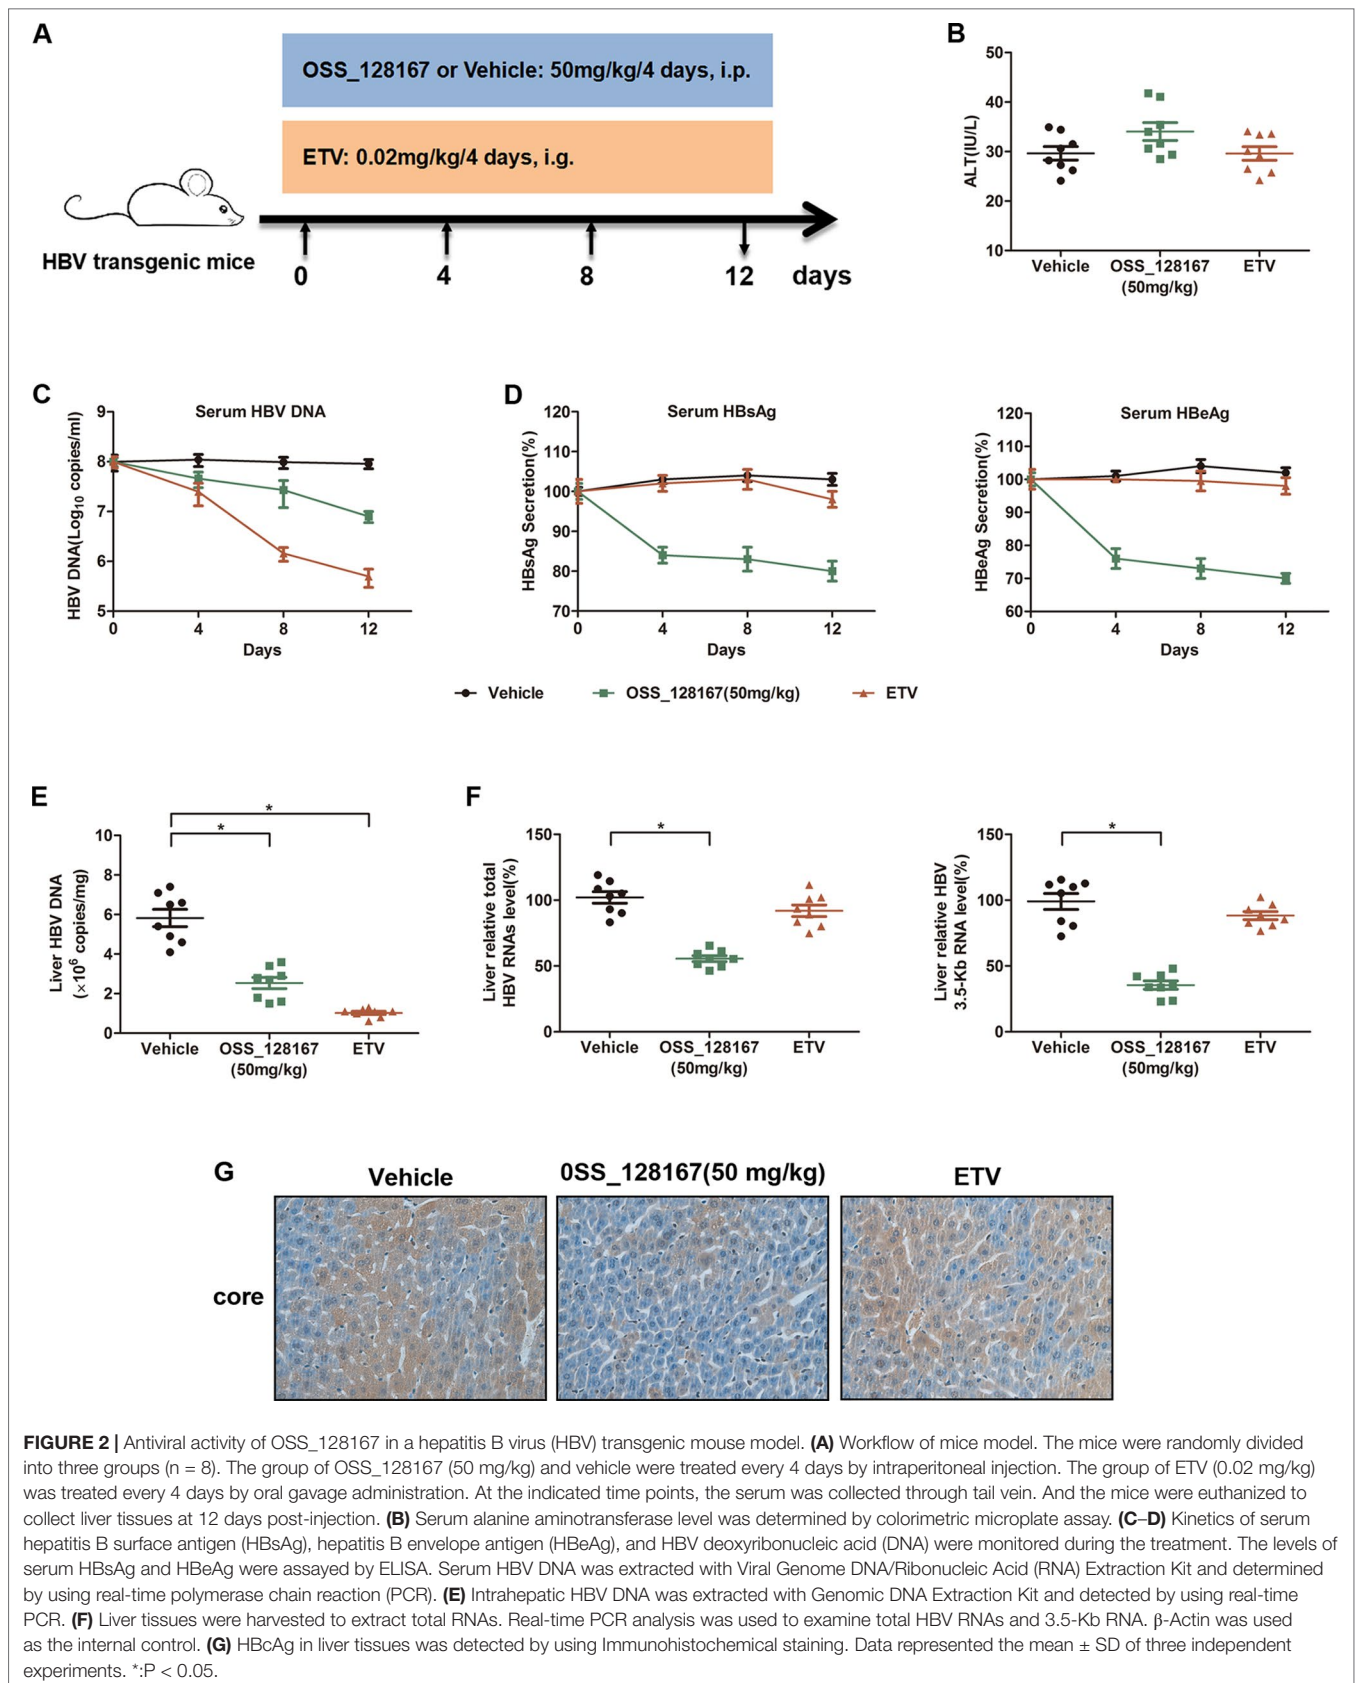 A
OSS_128167 or Vehicle: 50mg/kg/4 days, i.p.
ETV: 0.02mg/kg/4 days, i.g.
HBV transgenic mice
0
4
8
12
days
B
ALT(IU/L)
50
40
30
20
10
Vehicle
OSS_128167
(50mg/kg)
ETV
C
Serum HBV DNA
HBV DNA(Log10 copies/ml)
9
8
7
6
5
0
4
8
12
Days
D
Serum HBsAg
HBsAg Secretion(%)
120
110
100
90
80
70
0
4
8
12
Days
Serum HBeAg
HBeAg Secretion(%)
120
100
90
80
70
60
0
4
8
12
Days
Vehicle
OSS_128167(50mg/kg)
ETV
E
Liver HBV DNA
(×10⁶ copies/mg)
10
8
6
4
2
0
*
*
Vehicle
OSS_128167
(50mg/kg)
ETV
F
Liver relative total
HBV RNAs level(%)
150
100
50
0
*
Vehicle
OSS_128167
(50mg/kg)
ETV
Liver relative HBV
3.5-Kb RNA level(%)
150
100
50
0
*
Vehicle
OSS_128167
(50mg/kg)
ETV
G
Vehicle
0SS_128167(50 mg/kg)
ETV
core
FIGURE 2 | Antiviral activity of OSS_128167 in a hepatitis B virus (HBV) transgenic mouse model. (A) Workflow of mice model. The mice were randomly divided
into three groups (n = 8). The group of OSS_128167 (50 mg/kg) and vehicle were treated every 4 days by intraperitoneal injection. The group of ETV (0.02 mg/kg)
was treated every 4 days by oral gavage administration. At the indicated time points, the serum was collected through tail vein. And the mice were euthanized to
collect liver tissues at 12 days post-injection. (B) Serum alanine aminotransferase level was determined by colorimetric microplate assay. (C–D) Kinetics of serum
hepatitis B surface antigen (HBsAg), hepatitis B envelope antigen (HBeAg), and HBV deoxyribonucleic acid (DNA) were monitored during the treatment. The levels of
serum HBsAg and HBeAg were assayed by ELISA. Serum HBV DNA was extracted with Viral Genome DNA/Ribonucleic Acid (RNA) Extraction Kit and determined
by using real-time polymerase chain reaction (PCR). (E) Intrahepatic HBV DNA was extracted with Genomic DNA Extraction Kit and detected by using real-time
PCR. (F) Liver tissues were harvested to extract total RNAs. Real-time PCR analysis was used to examine total HBV RNAs and 3.5-Kb RNA. β-Actin was used
as the internal control. (G) HBcAg in liver tissues was detected by using Immunohistochemical staining. Data represented the mean ± SD of three independent
experiments. *:P < 0.05.